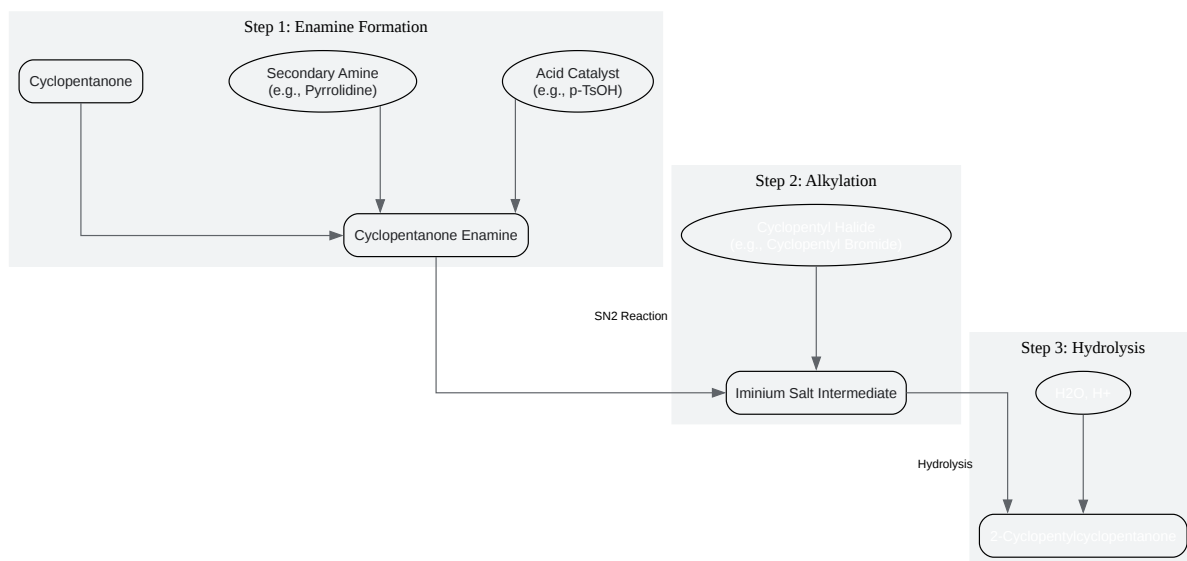 Step 1: Enamine Formation
Cyclopentanone
Secondary Amine
(e.g., Pyrrolidine)
Acid Catalyst
(e.g., p-TsOH)
Cyclopentanone Enamine
Step 2: Alkylation
Cyclopentyl Halide
(e.g., Cyclopentyl Bromide)
SN2 Reaction
Iminium Salt Intermediate
Step 3: Hydrolysis
H2O, H+
Hydrolysis
2-Cyclopentylcyclopentanone